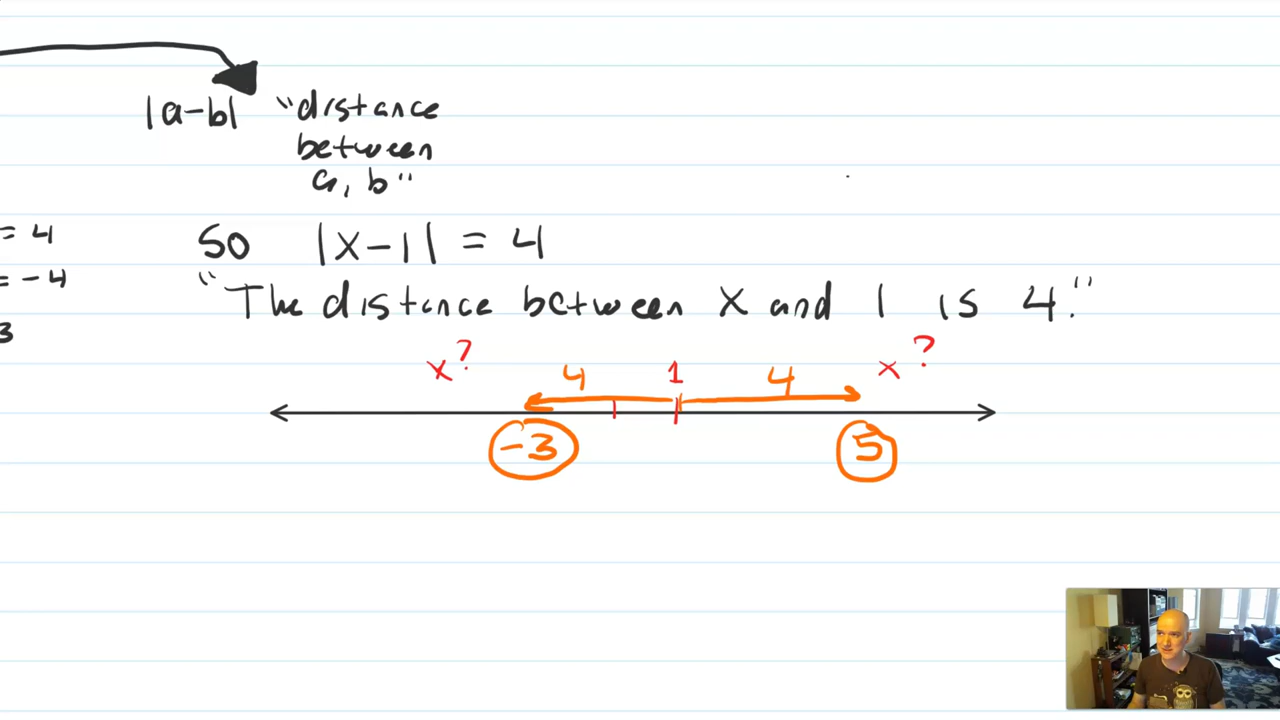 |a-b| "distance
between
a, b"
= 4
So |x-1| = 4
= -4
"The distance between x and 1 is 4."
3
x? 4 1 4 x?
-3 5